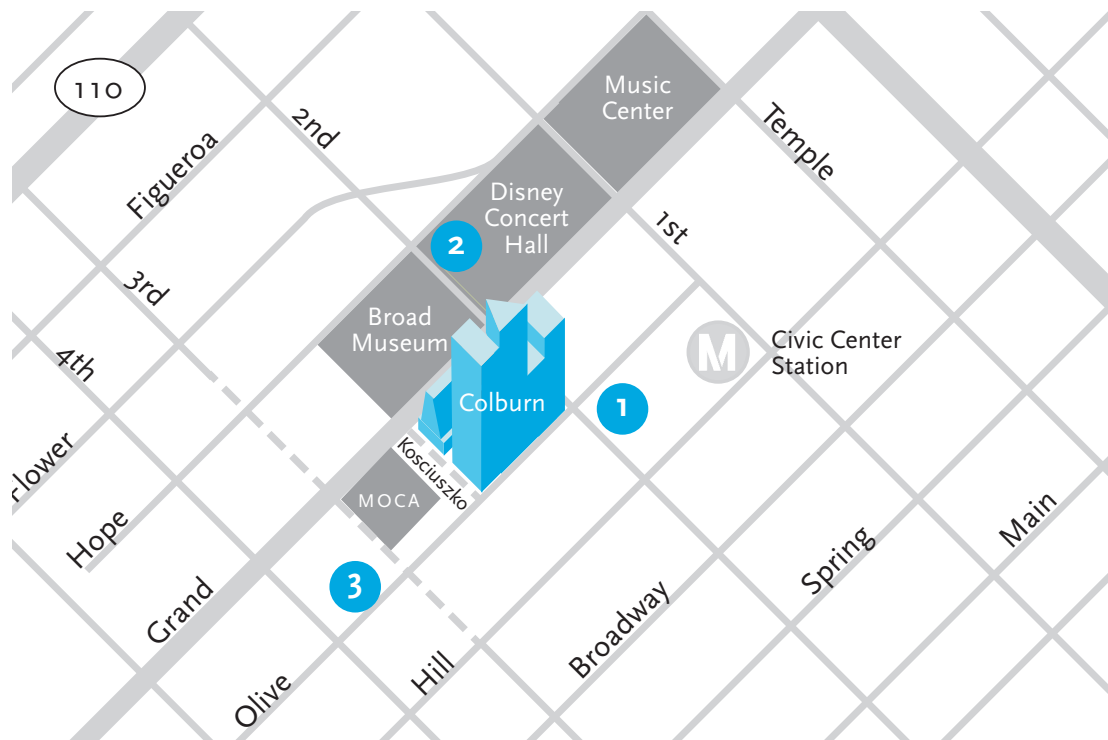 Music
Center
110
2nd
Temple
Figueroa
Disney
Concert
Hall
1st
2
3rd
Broad
Museum
M
Civic Center
Station
4th
Colburn
1
Kosciuszko
Flower
MOCA
Hope
Main
Spring
3
Grand
Broadway
Hill
Olive